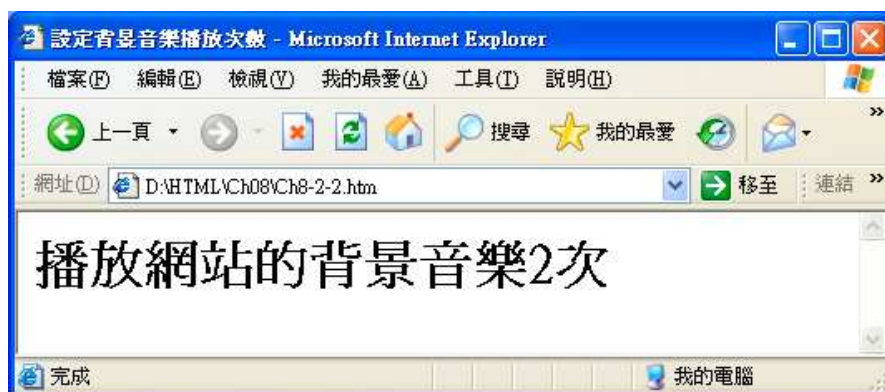 設定背景音樂播放次數 - Microsoft Internet Explorer
檔案(F) 編輯(E) 檢視(V) 我的最愛(A) 工具(T) 說明(H)
上一頁 搜尋 我的最愛 »
網址(D) D:\HTML\Ch08\Ch8-2-2.htm 移至 連結 »
播放網站的背景音樂2次
完成 我的電腦